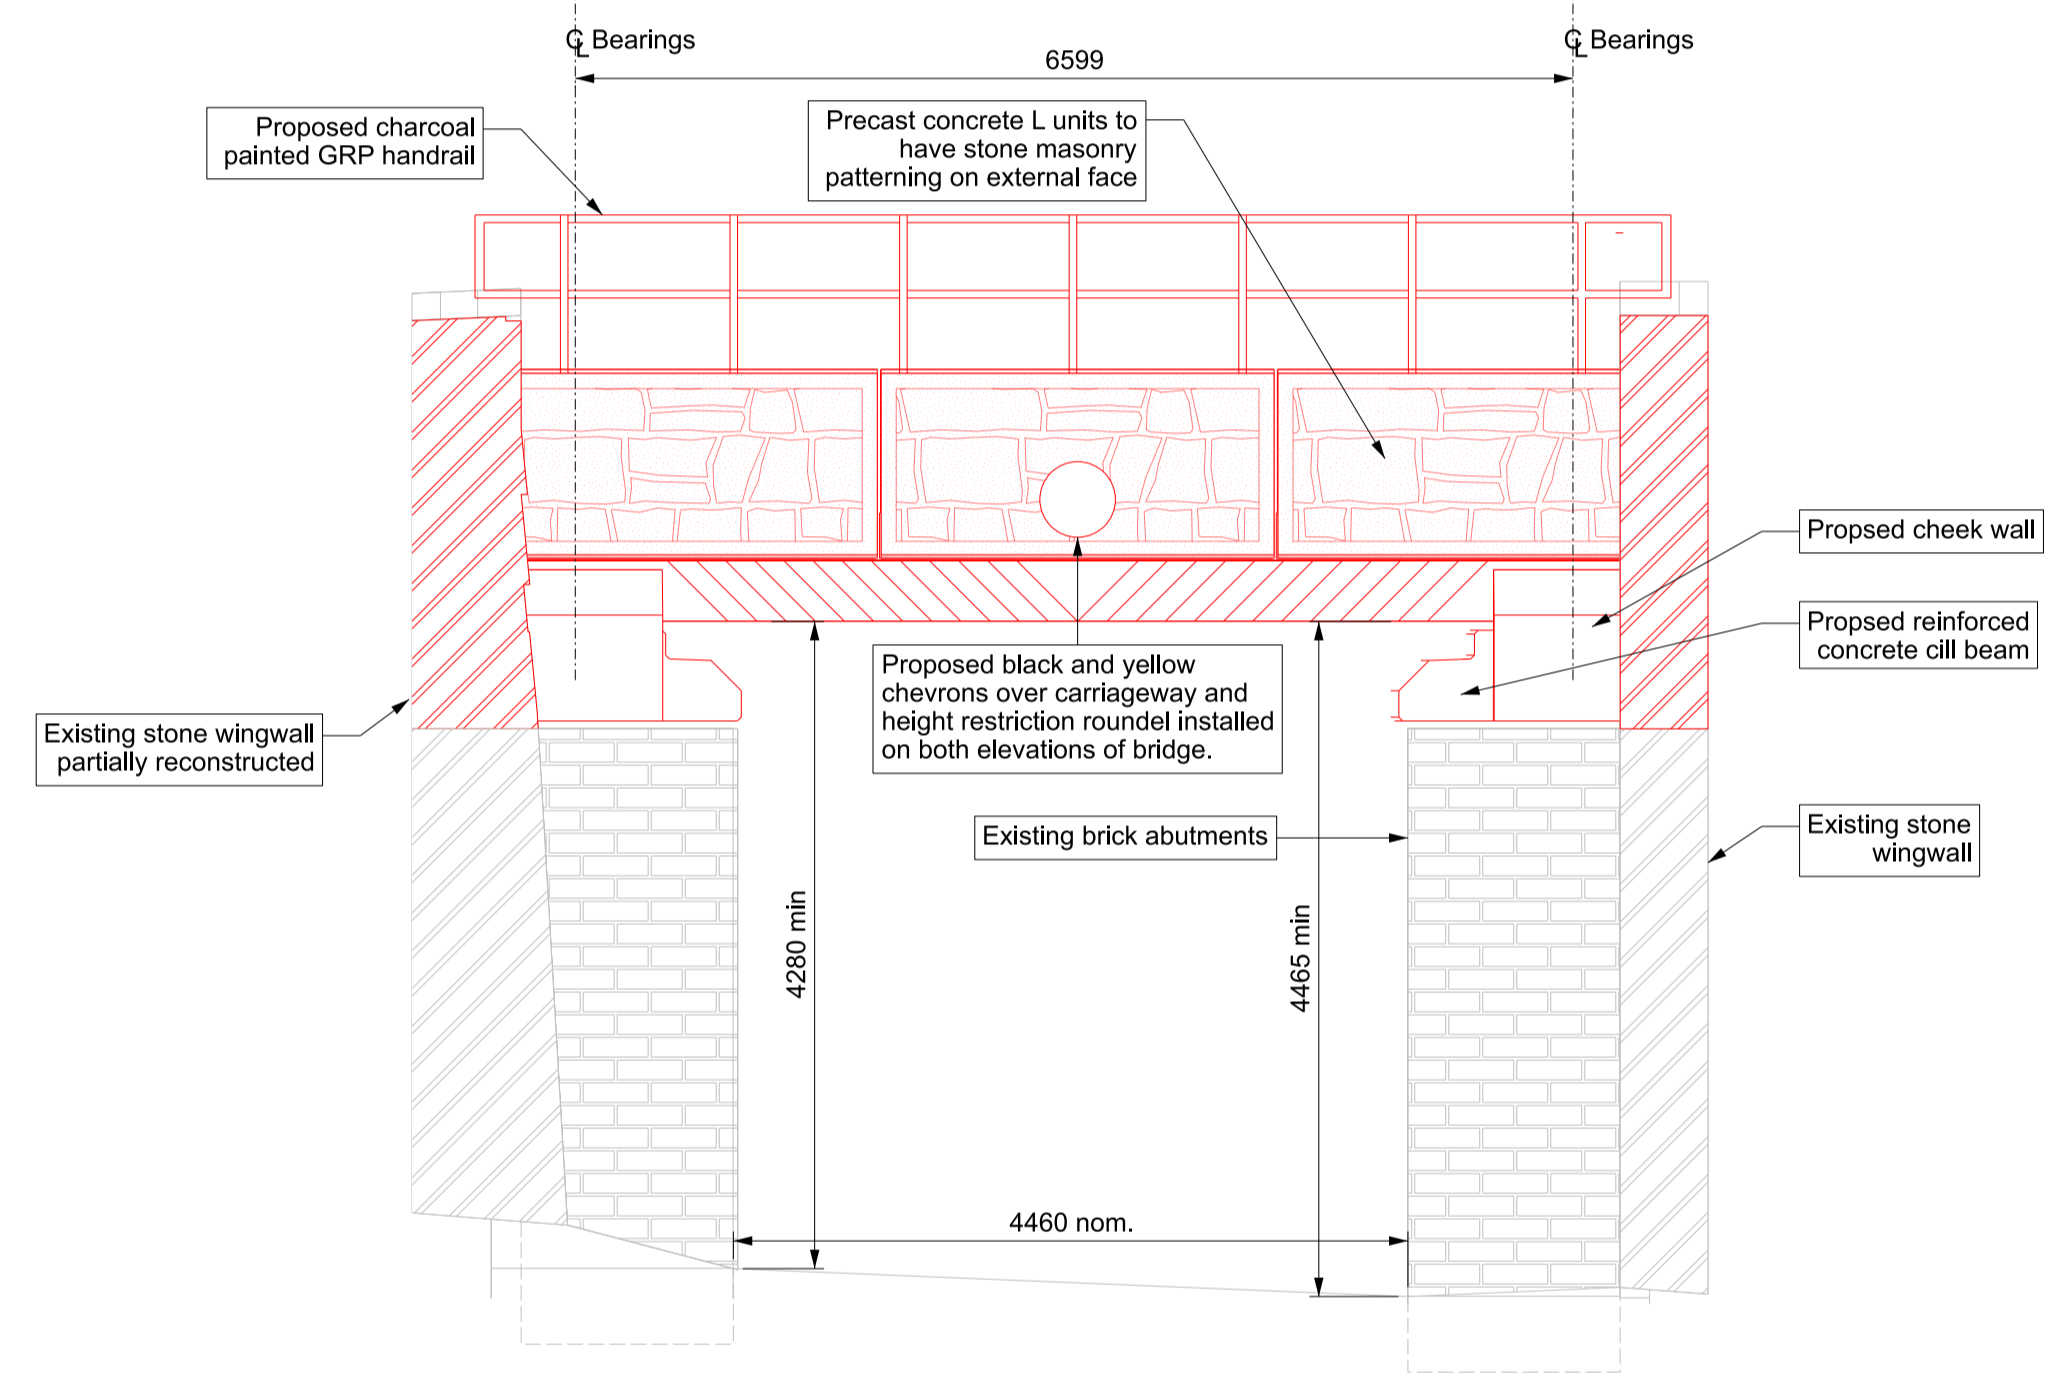 ℄ Bearings
℄ Bearings
6599
Proposed charcoal
painted GRP handrail
Precast concrete L units to
have stone masonry
patterning on external face
Propsed cheek wall
Propsed reinforced
concrete cill beam
Proposed black and yellow
chevrons over carriageway and
height restriction roundel installed
on both elevations of bridge.
Existing stone wingwall
partially reconstructed
Existing brick abutments
Existing stone
wingwall
4280 min
4465 min
4460 nom.